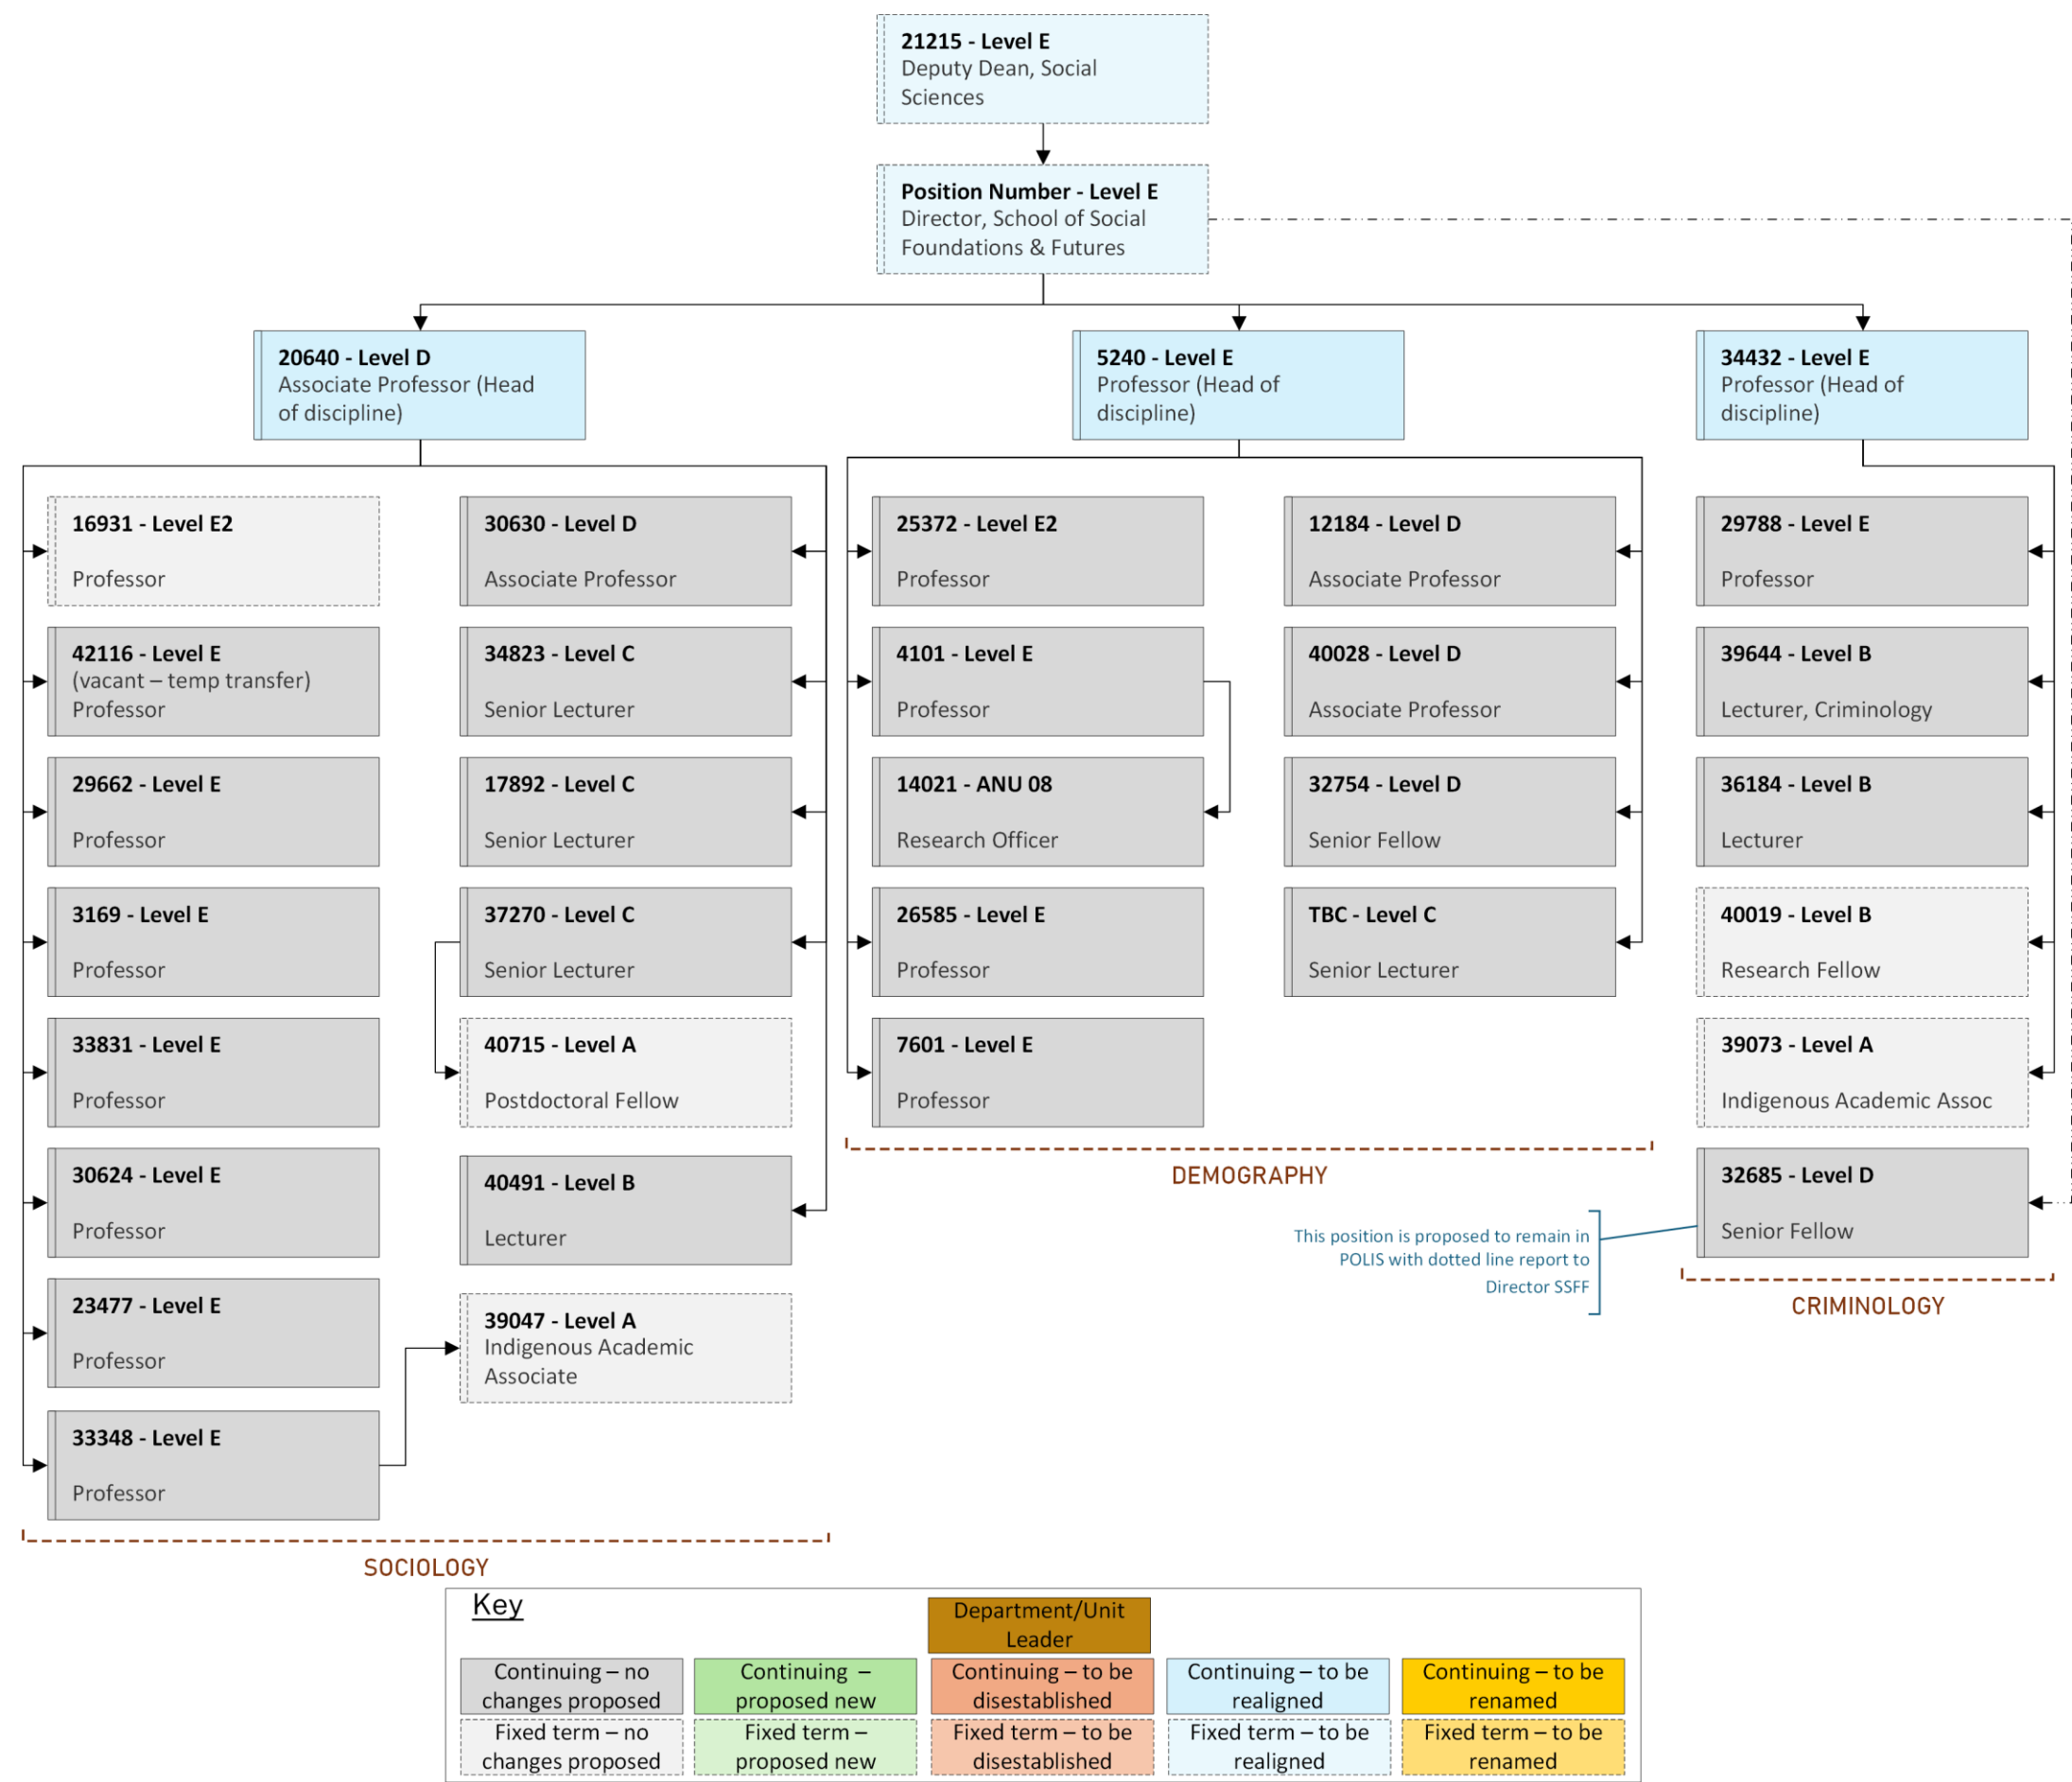 21215 - Level E
Deputy Dean, Social
Sciences
Position Number - Level E
Director, School of Social
Foundations & Futures
20640 - Level D
Associate Professor (Head
of discipline)
5240 - Level E
Professor (Head of
discipline)
34432 - Level E
Professor (Head of
discipline)
16931 - Level E2
Professor
42116 - Level E
(vacant – temp transfer)
Professor
29662 - Level E
Professor
3169 - Level E
Professor
33831 - Level E
Professor
30624 - Level E
Professor
23477 - Level E
Professor
33348 - Level E
Professor
30630 - Level D
Associate Professor
34823 - Level C
Senior Lecturer
17892 - Level C
Senior Lecturer
37270 - Level C
Senior Lecturer
40715 - Level A
Postdoctoral Fellow
40491 - Level B
Lecturer
39047 - Level A
Indigenous Academic
Associate
SOCIOLOGY
25372 - Level E2
Professor
4101 - Level E
Professor
14021 - ANU 08
Research Officer
26585 - Level E
Professor
7601 - Level E
Professor
12184 - Level D
Associate Professor
40028 - Level D
Associate Professor
32754 - Level D
Senior Fellow
TBC - Level C
Senior Lecturer
DEMOGRAPHY
29788 - Level E
Professor
39644 - Level B
Lecturer, Criminology
36184 - Level B
Lecturer
40019 - Level B
Research Fellow
39073 - Level A
Indigenous Academic Assoc
32685 - Level D
Senior Fellow
This position is proposed to remain in
POLIS with dotted line report to
Director SSFF
CRIMINOLOGY
Key
Department/Unit
Leader
Continuing – no
changes proposed
Continuing –
proposed new
Continuing – to be
disestablished
Continuing – to be
realigned
Continuing – to be
renamed
Fixed term – no
changes proposed
Fixed term –
proposed new
Fixed term – to be
disestablished
Fixed term – to be
realigned
Fixed term – to be
renamed